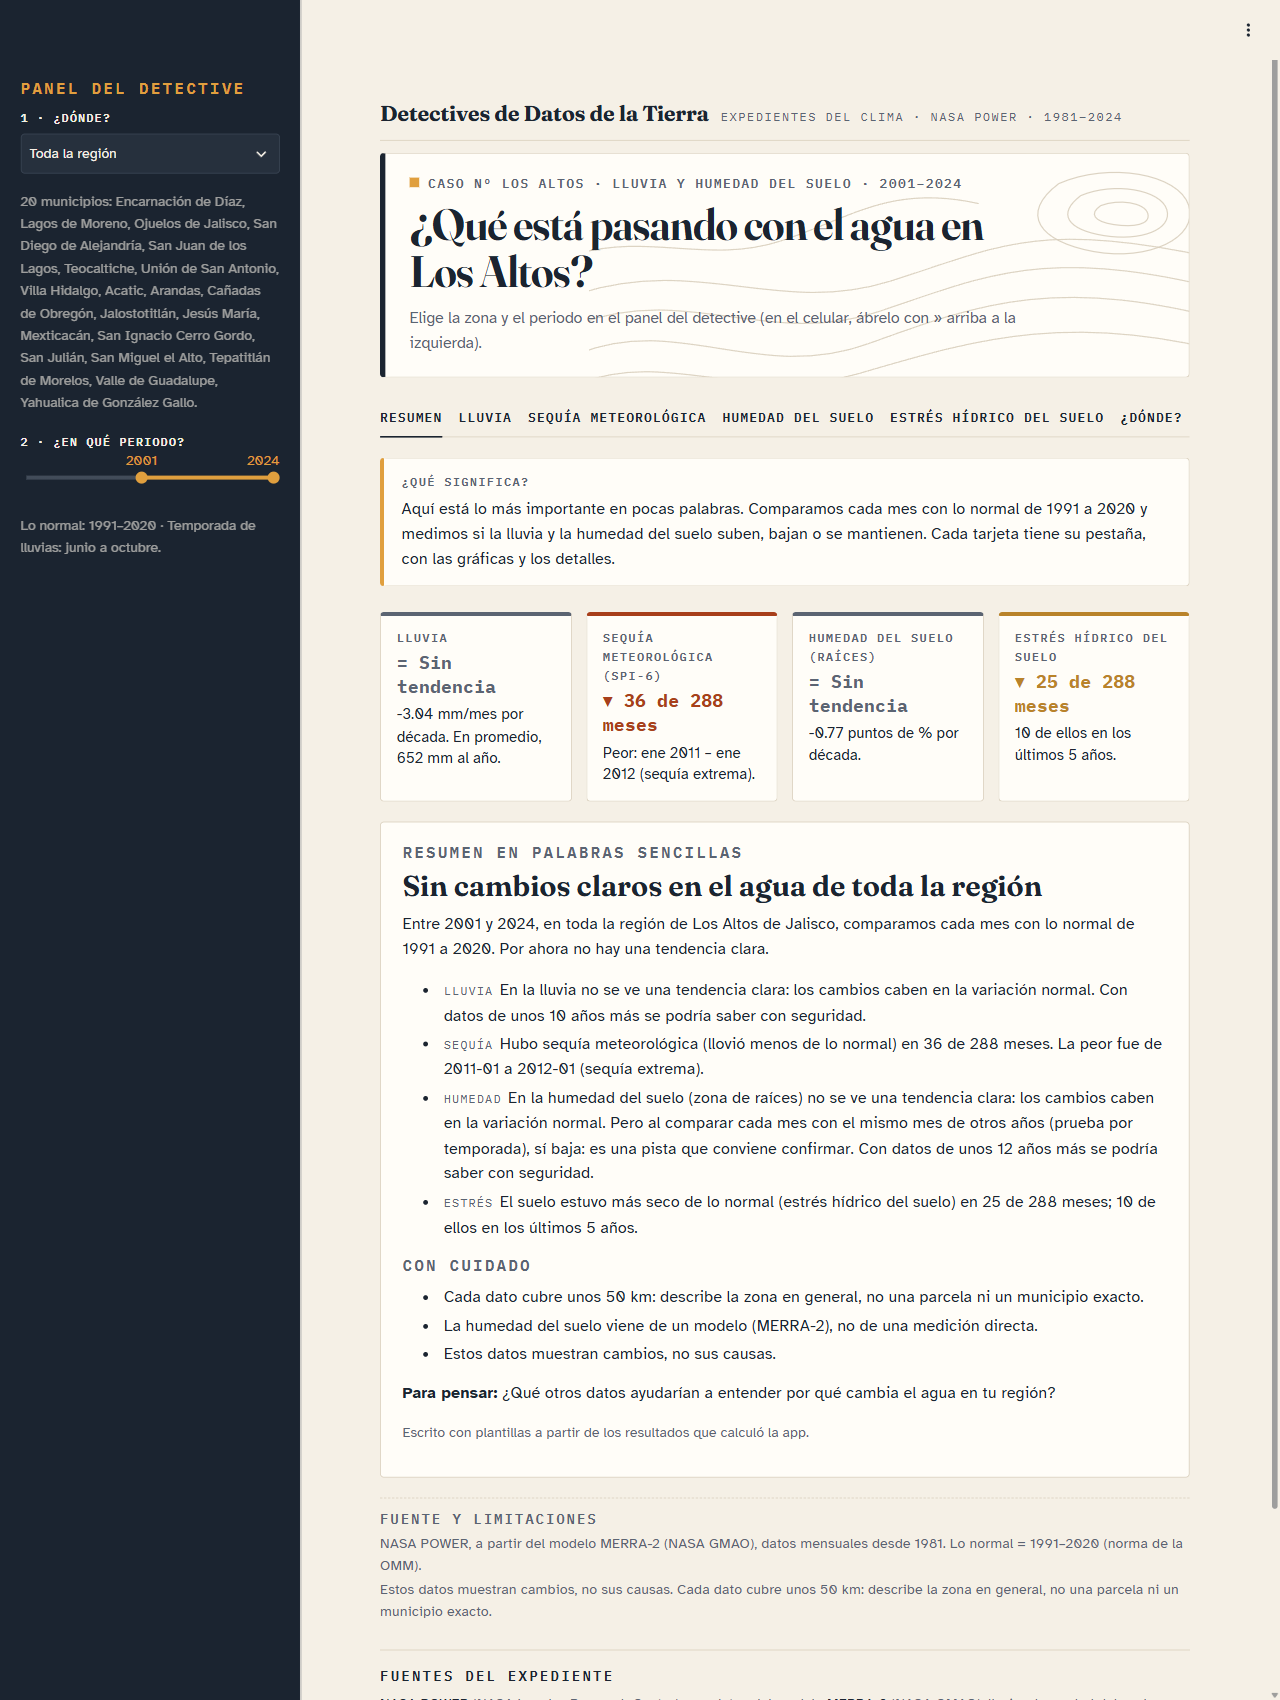 PANEL DEL DETECTIVE
1 · ¿DÓNDE?
Toda la región
20 municipios: Encarnación de Díaz,
Lagos de Moreno, Ojuelos de Jalisco, San
Diego de Alejandría, San Juan de los
Lagos, Teocaltiche, Unión de San Antonio,
Villa Hidalgo, Acatic, Arandas, Cañadas
de Obregón, Jalostotitlán, Jesús María,
Mexticacán, San Ignacio Cerro Gordo,
San Julián, San Miguel el Alto, Tepatitlán
de Morelos, Valle de Guadalupe,
Yahualica de González Gallo.
2 · ¿EN QUÉ PERIODO?
2001 2024
Lo normal: 1991–2020 · Temporada de
lluvias: junio a octubre.
Detectives de Datos de la Tierra EXPEDIENTES DEL CLIMA · NASA POWER · 1981–2024
CASO Nº LOS ALTOS · LLUVIA Y HUMEDAD DEL SUELO · 2001–2024
¿Qué está pasando con el agua en
Los Altos?
Elige la zona y el periodo en el panel del detective (en el celular, ábrelo con » arriba a la
izquierda).
RESUMEN LLUVIA SEQUÍA METEOROLÓGICA HUMEDAD DEL SUELO ESTRÉS HÍDRICO DEL SUELO ¿DÓNDE?
¿QUÉ SIGNIFICA?
Aquí está lo más importante en pocas palabras. Comparamos cada mes con lo normal de 1991 a 2020 y
medimos si la lluvia y la humedad del suelo suben, bajan o se mantienen. Cada tarjeta tiene su pestaña,
con las gráficas y los detalles.
LLUVIA
= Sin
tendencia
-3.04 mm/mes por
década. En promedio,
652 mm al año.
SEQUÍA
METEOROLÓGICA
(SPI-6)
▼ 36 de 288
meses
Peor: ene 2011 – ene
2012 (sequía extrema).
HUMEDAD DEL SUELO
(RAÍCES)
= Sin
tendencia
-0.77 puntos de % por
década.
ESTRÉS HÍDRICO DEL
SUELO
▼ 25 de 288
meses
10 de ellos en los
últimos 5 años.
RESUMEN EN PALABRAS SENCILLAS
Sin cambios claros en el agua de toda la región
Entre 2001 y 2024, en toda la región de Los Altos de Jalisco, comparamos cada mes con lo normal de
1991 a 2020. Por ahora no hay una tendencia clara.
• LLUVIA En la lluvia no se ve una tendencia clara: los cambios caben en la variación normal. Con
datos de unos 10 años más se podría saber con seguridad.
• SEQUÍA Hubo sequía meteorológica (llovió menos de lo normal) en 36 de 288 meses. La peor fue de
2011-01 a 2012-01 (sequía extrema).
• HUMEDAD En la humedad del suelo (zona de raíces) no se ve una tendencia clara: los cambios caben
en la variación normal. Pero al comparar cada mes con el mismo mes de otros años (prueba por
temporada), sí baja: es una pista que conviene confirmar. Con datos de unos 12 años más se podría
saber con seguridad.
• ESTRÉS El suelo estuvo más seco de lo normal (estrés hídrico del suelo) en 25 de 288 meses; 10 de
ellos en los últimos 5 años.
CON CUIDADO
• Cada dato cubre unos 50 km: describe la zona en general, no una parcela ni un municipio exacto.
• La humedad del suelo viene de un modelo (MERRA-2), no de una medición directa.
• Estos datos muestran cambios, no sus causas.
Para pensar: ¿Qué otros datos ayudarían a entender por qué cambia el agua en tu región?
Escrito con plantillas a partir de los resultados que calculó la app.
FUENTE Y LIMITACIONES
NASA POWER, a partir del modelo MERRA-2 (NASA GMAO), datos mensuales desde 1981. Lo normal = 1991–2020 (norma de la
OMM).
Estos datos muestran cambios, no sus causas. Cada dato cubre unos 50 km: describe la zona en general, no una parcela ni un
municipio exacto.
FUENTES DEL EXPEDIENTE